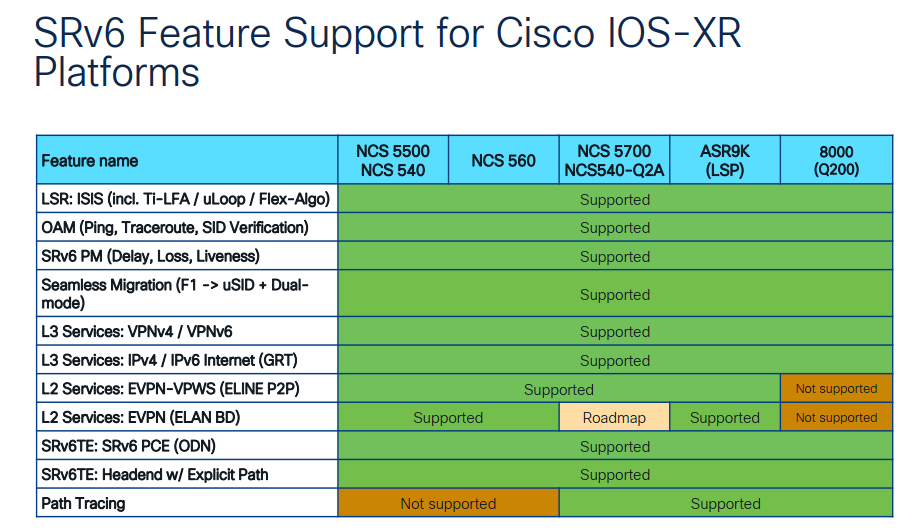 SRv6 Feature Support for Cisco IOS-XR
Platforms
Feature name
NCS 5500
NCS 540
NCS 560
NCS 5700
NCS540-Q2A
ASR9K
(LSP)
8000
(Q200)
LSR: ISIS (incl. Ti-LFA / uLoop / Flex-Algo)
Supported
OAM (Ping, Traceroute, SID Verification)
Supported
SRv6 PM (Delay, Loss, Liveness)
Supported
Seamless Migration (F1 -> uSID + Dual-
mode)
Supported
L3 Services: VPNv4 / VPNv6
Supported
L3 Services: IPv4 / IPv6 Internet (GRT)
Supported
L2 Services: EVPN-VPWS (ELINE P2P)
Supported
Not supported
L2 Services: EVPN (ELAN BD)
Supported
Roadmap
Supported
Not supported
SRv6TE: SRv6 PCE (ODN)
Supported
SRv6TE: Headend w/ Explicit Path
Supported
Path Tracing
Not supported
Supported